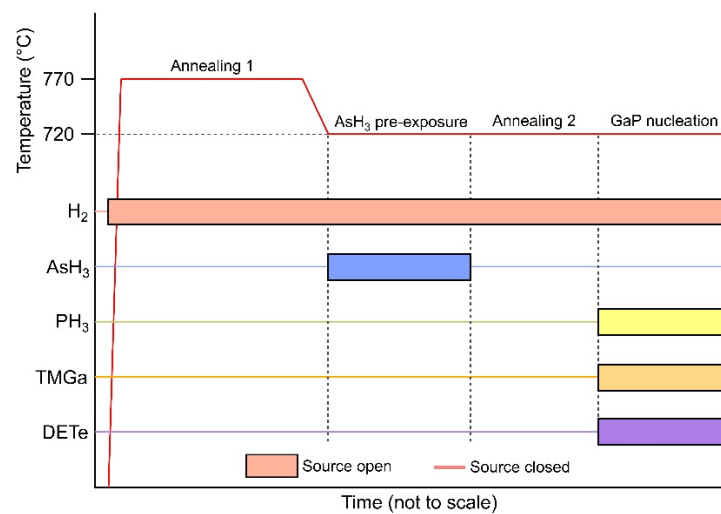 Temperature (°C)
770
720
Annealing 1
AsH₃ pre-exposure
Annealing 2
GaP nucleation
H₂
AsH₃
PH₃
TMGa
DETe
Source open
Source closed
Time (not to scale)